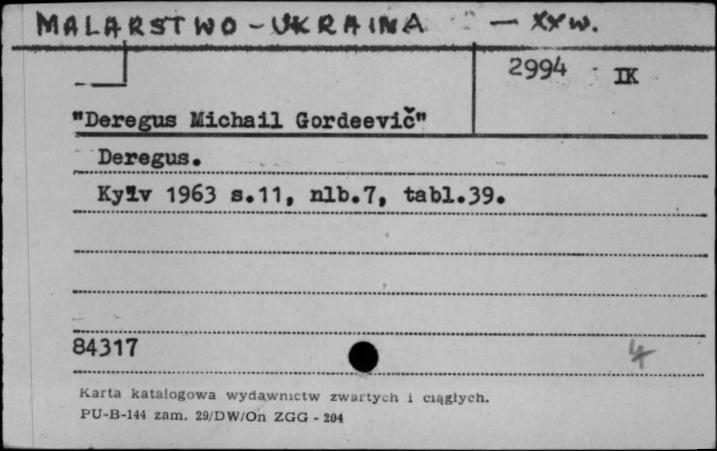 MALARSTWO - UKRAINA - XX w.
2994 IK
"Deregus Michail Gordeevič"
Deregus.
Kyïv 1963 s.11, nlb.7, tabl.39.
84317 4
Karta katalogowa wydawnictw zwartych i ciągłych.
PU-B-144 zam. 29/DW/On ZGG - 204